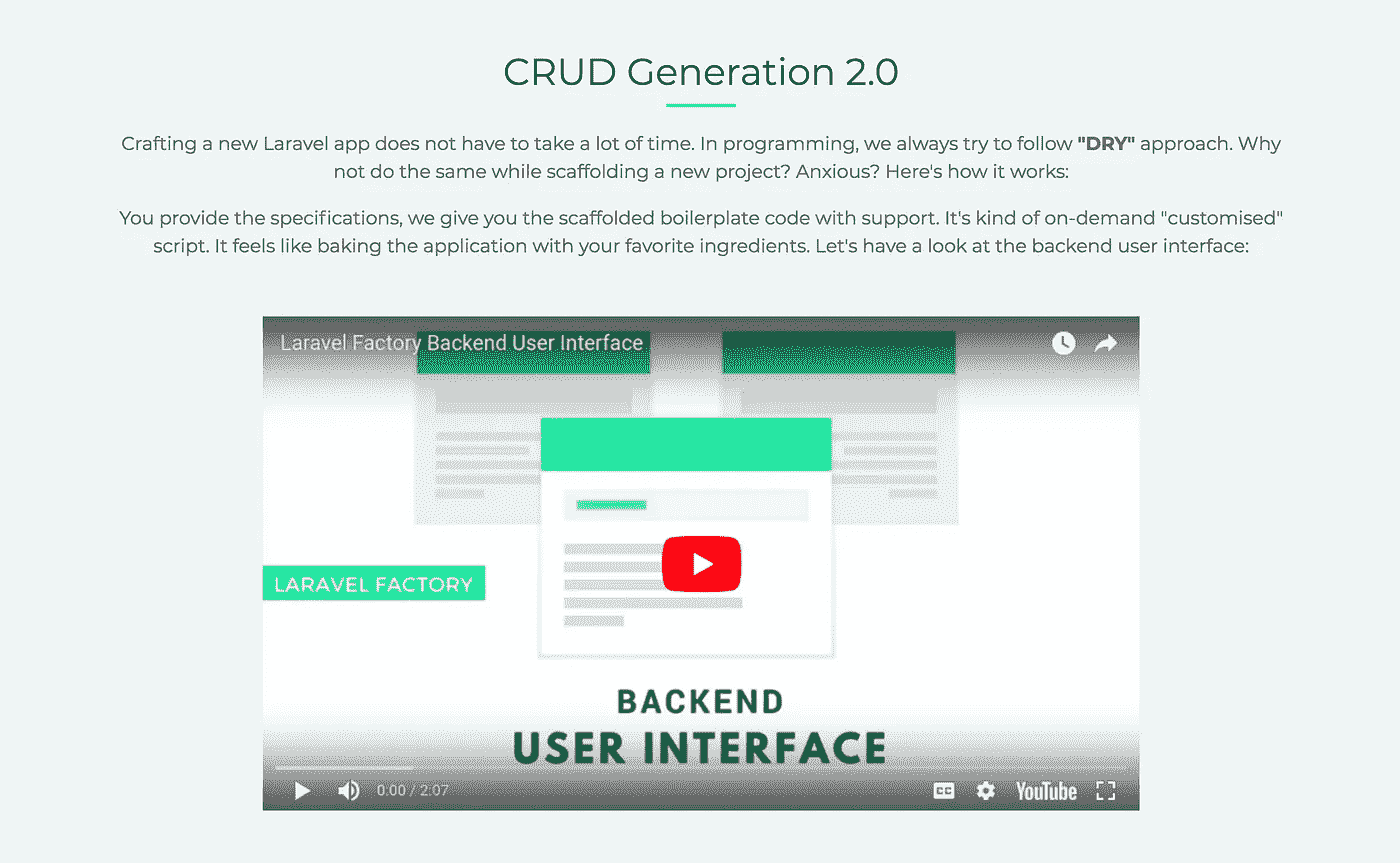 CRUD Generation 2.0
Crafting a new Laravel app does not have to take a lot of time. In programming, we always try to follow "DRY" approach. Why
not do the same while scaffolding a new project? Anxious? Here's how it works:
You provide the specifications, we give you the scaffolded boilerplate code with support. It's kind of on-demand "customised"
script. It feels like baking the application with your favorite ingredients. Let's have a look at the backend user interface:
Laravel Factory Backend User Interface
LARAVEL FACTORY
BACKEND
USER INTERFACE
0:00 / 2:07
CC
YouTube